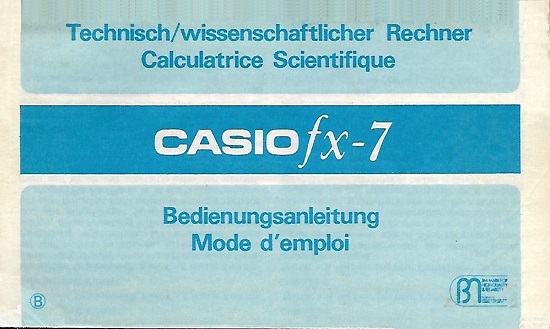 Technisch/wissenschaftlicher Rechner
Calculatrice Scientifique
CASIO fx-7
Bedienungsanleitung
Mode d'emploi
B